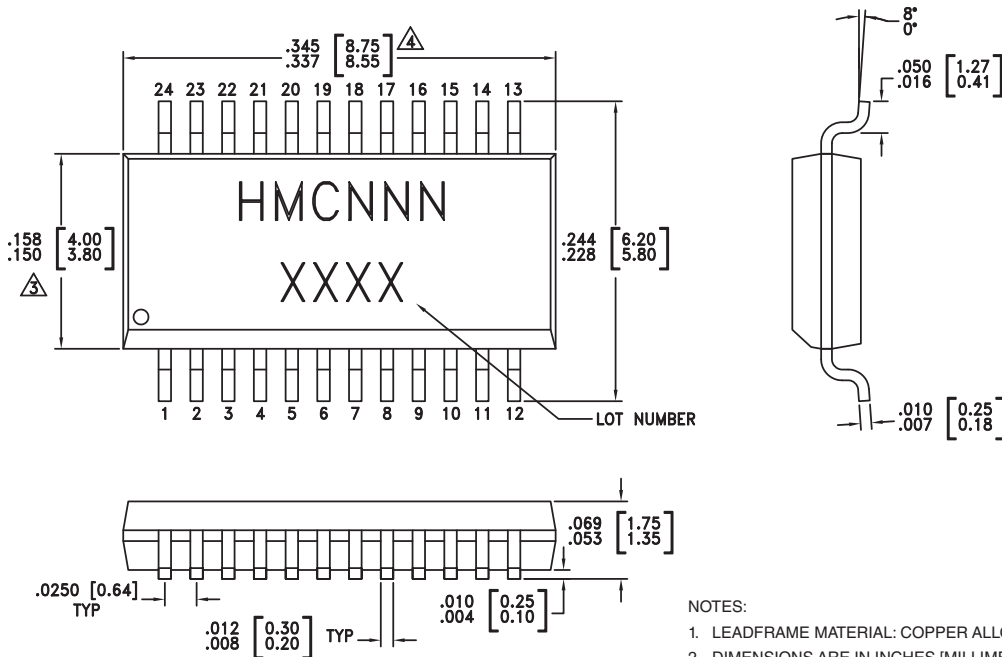 .345 [8.75]
.337 [8.55]
4
24 23 22 21 20 19 18 17 16 15 14 13
HMCNNN
XXXX
.158 [4.00]
.150 [3.80]
3
.244 [6.20]
.228 [5.80]
1 2 3 4 5 6 7 8 9 10 11 12
LOT NUMBER
8°
0°
.050 [1.27]
.016 [0.41]
.010 [0.25]
.007 [0.18]
.069 [1.75]
.053 [1.35]
.0250 [0.64]
TYP
.012 [0.30]
.008 [0.20]
TYP
.010 [0.25]
.004 [0.10]
NOTES:
1. LEADFRAME MATERIAL: COPPER